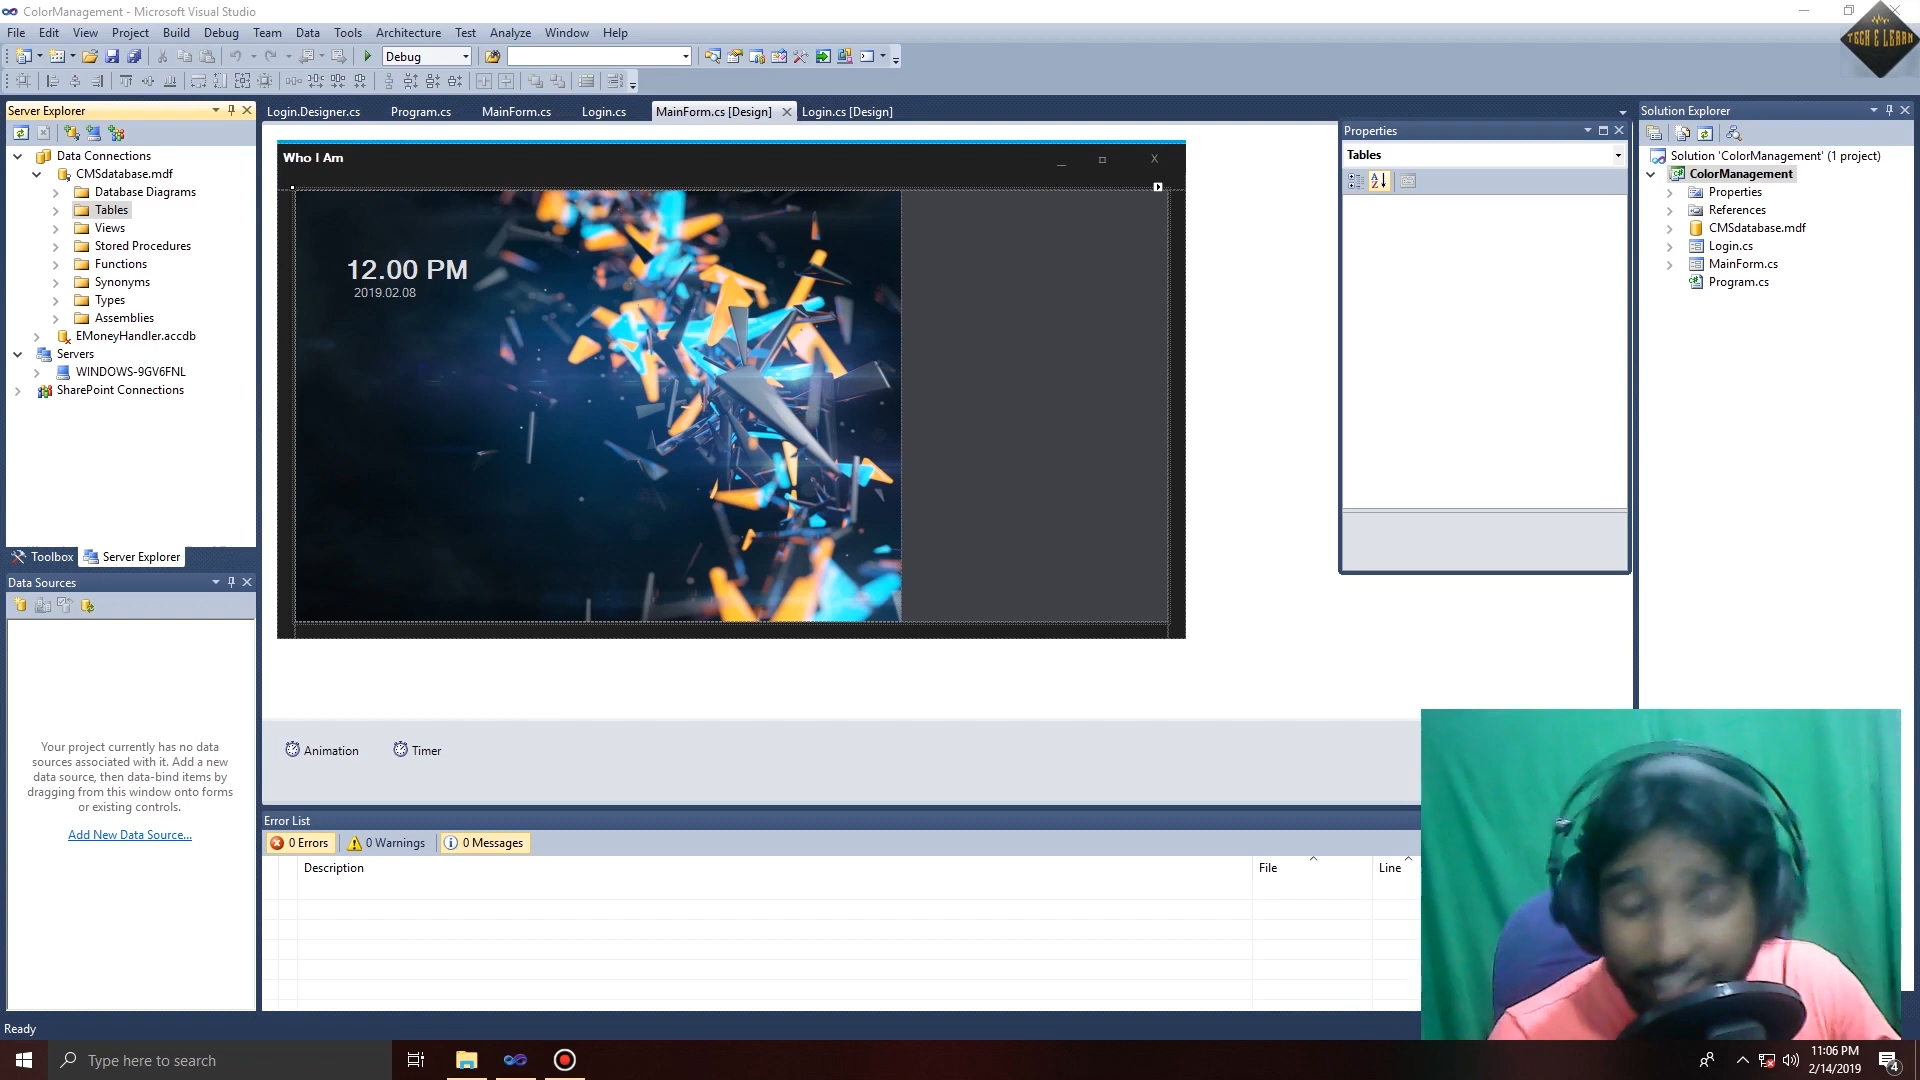 ColorManagement - Microsoft Visual Studio
TECH E LEARN
File Edit View Project Build Debug Team Data Tools Architecture Test Analyze Window Help
Debug
Server Explorer
Data Connections
CMSdatabase.mdf
Database Diagrams
Tables
Views
Stored Procedures
Functions
Synonyms
Types
Assemblies
EMoneyHandler.accdb
Servers
WINDOWS-9GV6FNL
SharePoint Connections
Toolbox Server Explorer
Data Sources
Your project currently has no data
sources associated with it. Add a new
data source, then data-bind items by
dragging from this window onto forms
or existing controls.
Add New Data Source...
Login.Designer.cs Program.cs MainForm.cs Login.cs MainForm.cs [Design] Login.cs [Design]
Who I Am
X
12.00 PM
2019.02.08
Animation Timer
Error List
0 Errors 0 Warnings 0 Messages
Description File Line
Properties
Tables
Solution Explorer
Solution 'ColorManagement' (1 project)
ColorManagement
Properties
References
CMSdatabase.mdf
Login.cs
MainForm.cs
Program.cs
Ready
Type here to search
11:06 PM
2/14/2019
4